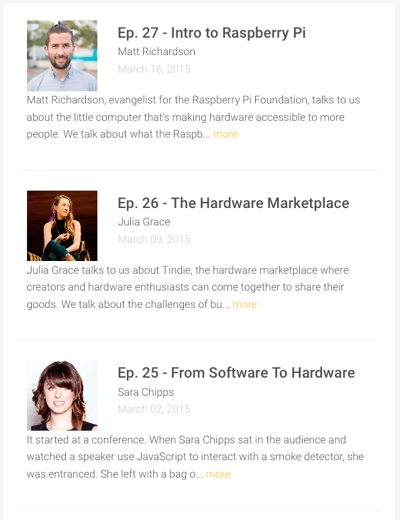 Ep. 27 - Intro to Raspberry Pi
Matt Richardson
March 16, 2015
Matt Richardson, evangelist for the Raspberry Pi Foundation, talks to us
about the little computer that's making hardware accessible to more
people. We talk about what the Raspb... more
Ep. 26 - The Hardware Marketplace
Julia Grace
March 09, 2015
Julia Grace talks to us about Tindie, the hardware marketplace where
creators and hardware enthusiasts can come together to share their
goods. We talk about the challenges of bu... more
Ep. 25 - From Software To Hardware
Sara Chipps
March 02, 2015
It started at a conference. When Sara Chipps sat in the audience and
watched a speaker use JavaScript to interact with a smoke detector, she
was entranced. She left with a bag o... more